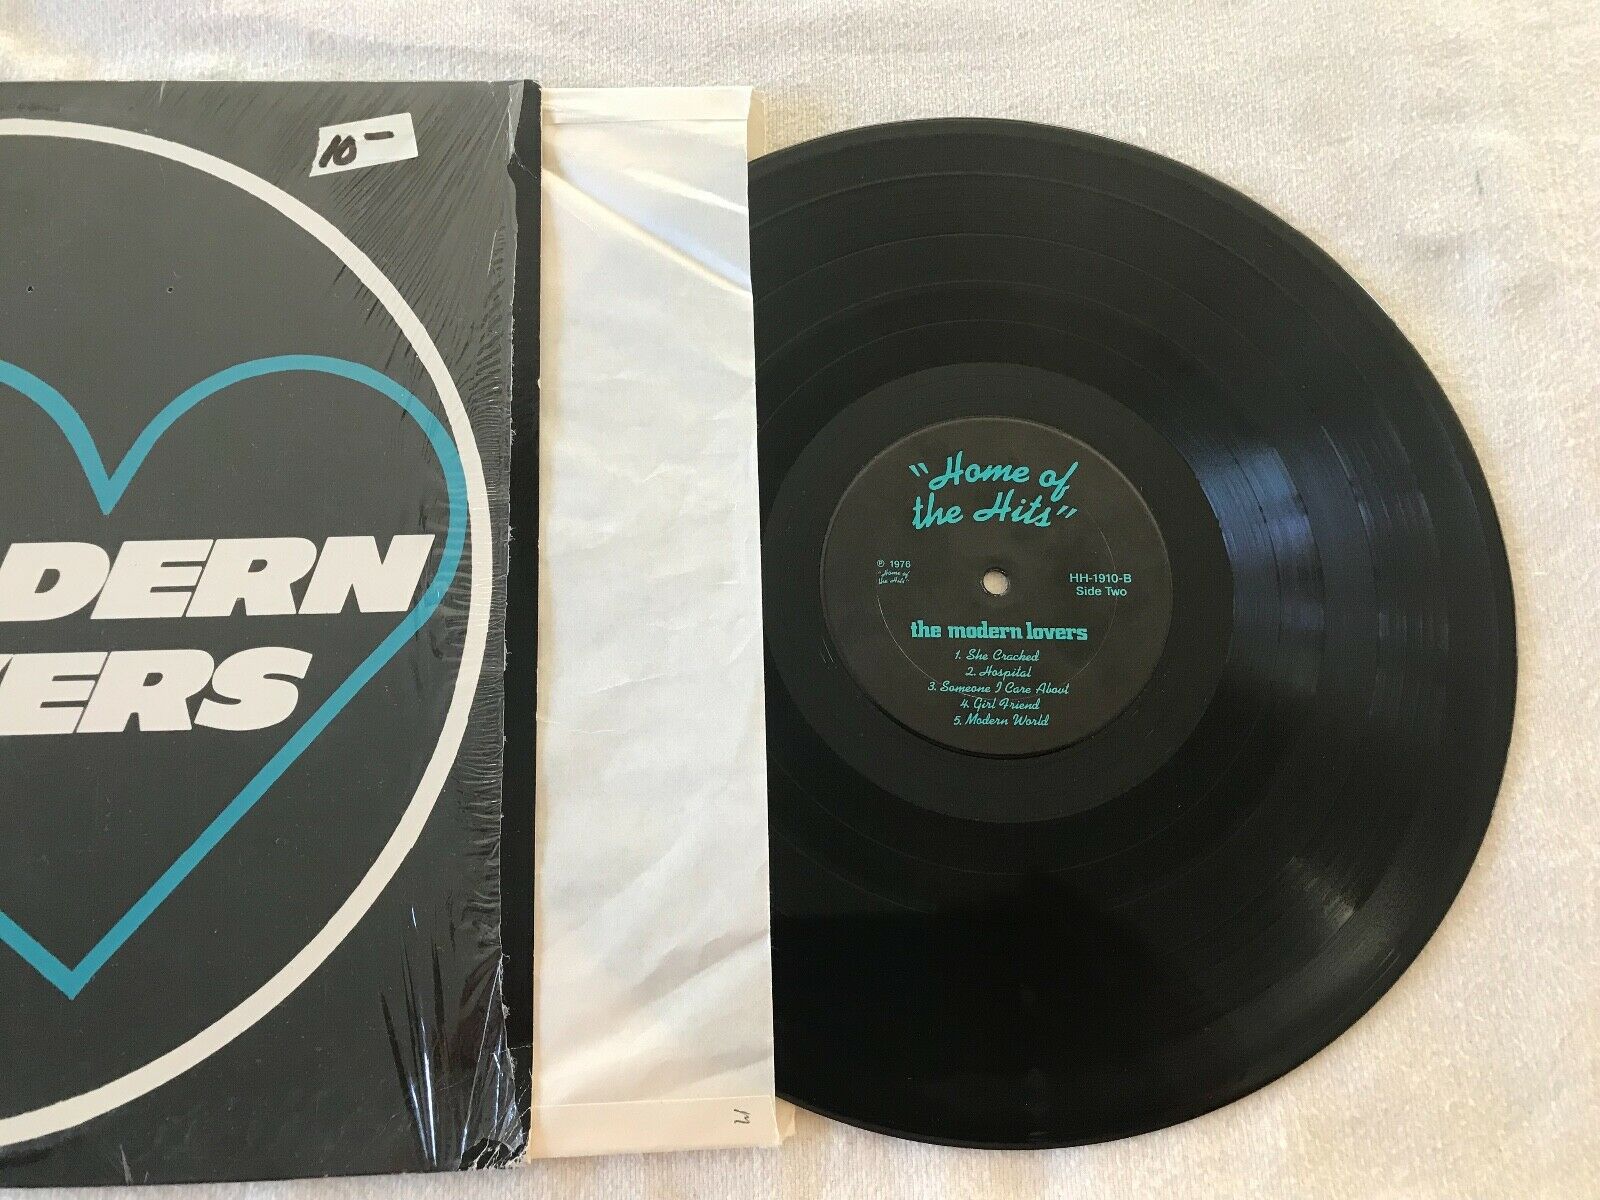 10-
DERN
VERS
"Home of
the Hits"
℗ 1976
"Home of
the Hits"
HH-1910-B
Side Two
the modern lovers
1. She Cracked
2. Hospital
3. Someone I Care About
4. Girl Friend
5. Modern World